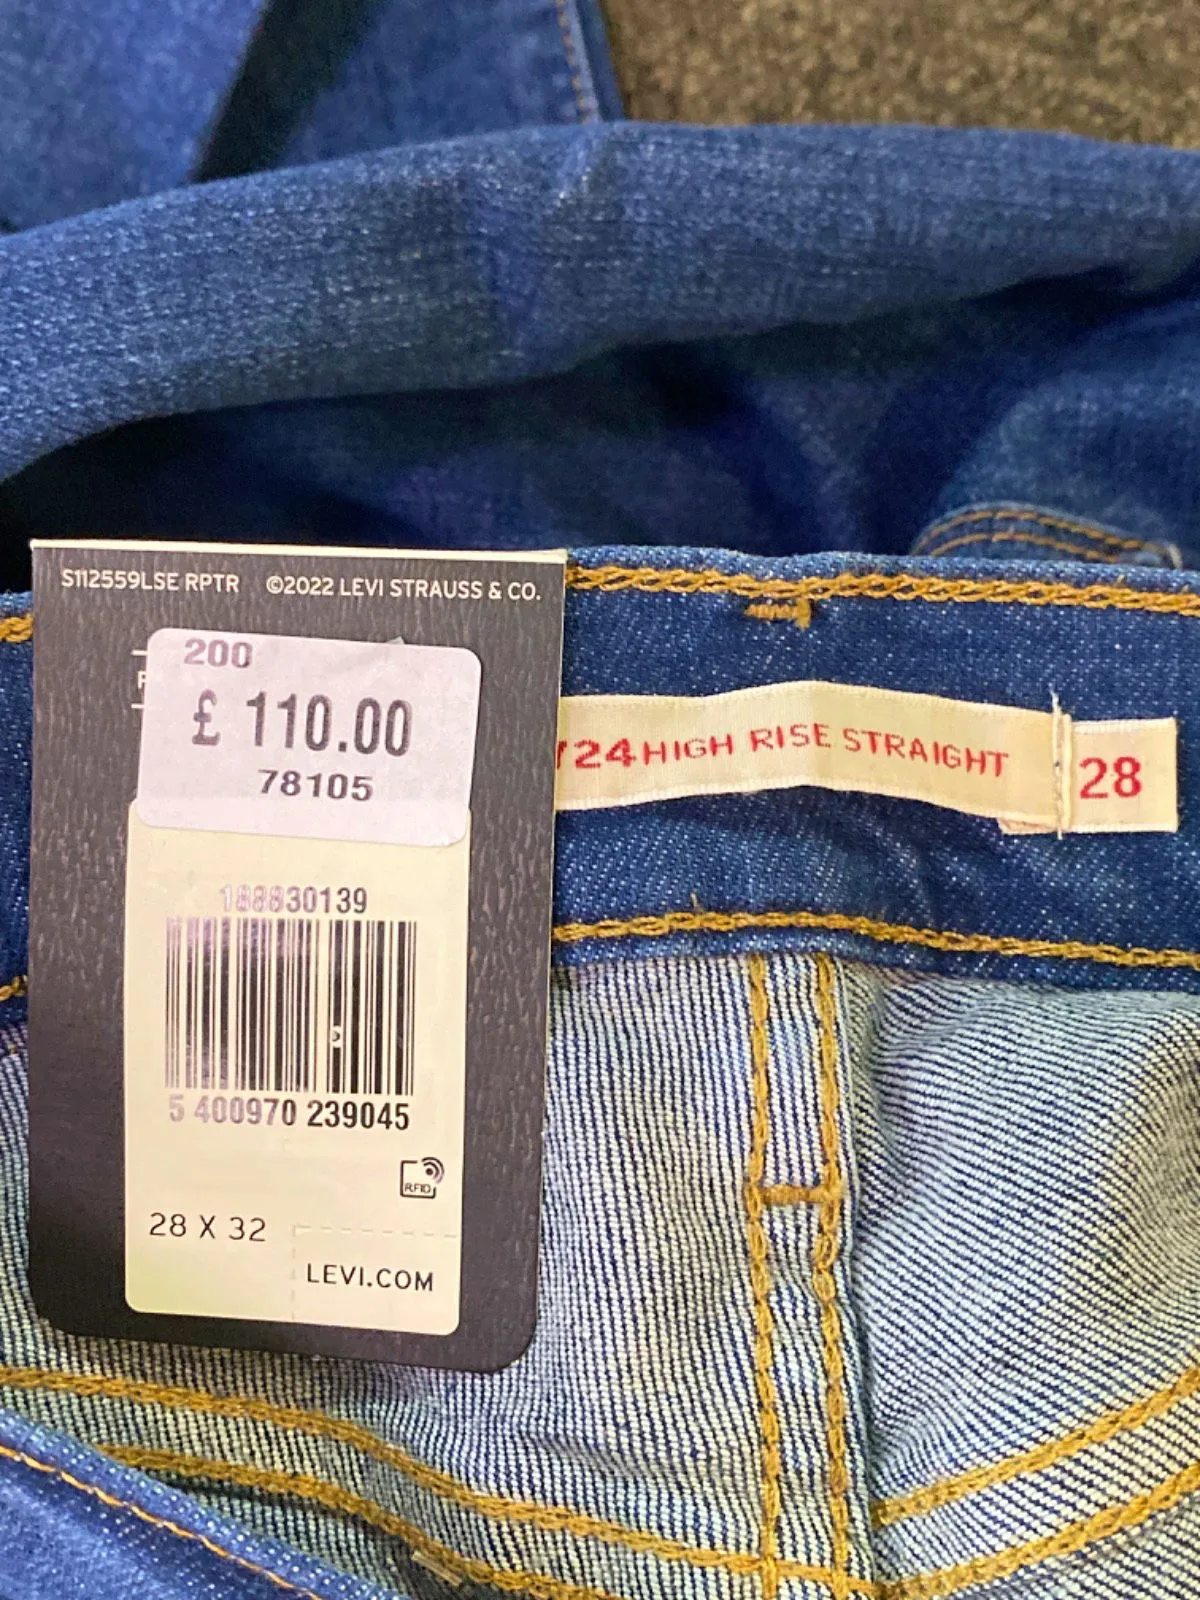 S112559LSE RPTR ©2022 LEVI STRAUSS & CO.
200
£ 110.00
78105
188830139
5 400970 239045
RFID
28 X 32
LEVI.COM
724 HIGH RISE STRAIGHT
28